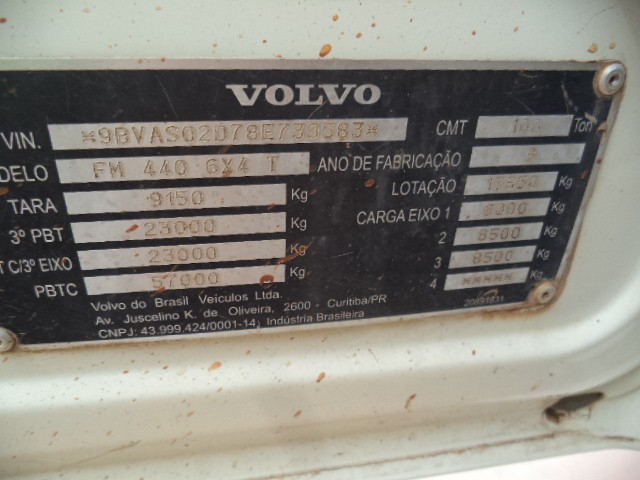 VOLVO
VIN. *9BVAS02D78E730583* CMT Ton
DELO FM 440 6X4 T ANO DE FABRICAÇÃO
TARA 9150 Kg LOTAÇÃO Kg
3º PBT 23000 Kg CARGA EIXO 1 Kg
T C/3º EIXO 23000 Kg 2 8500 Kg
PBTC 57000 Kg 3 8500 Kg
4 ***** Kg
Volvo do Brasil Veículos Ltda.
Av. Juscelino K. de Oliveira, 2600 - Curitiba/PR
CNPJ: 43.999.424/0001-14 Indústria Brasileira